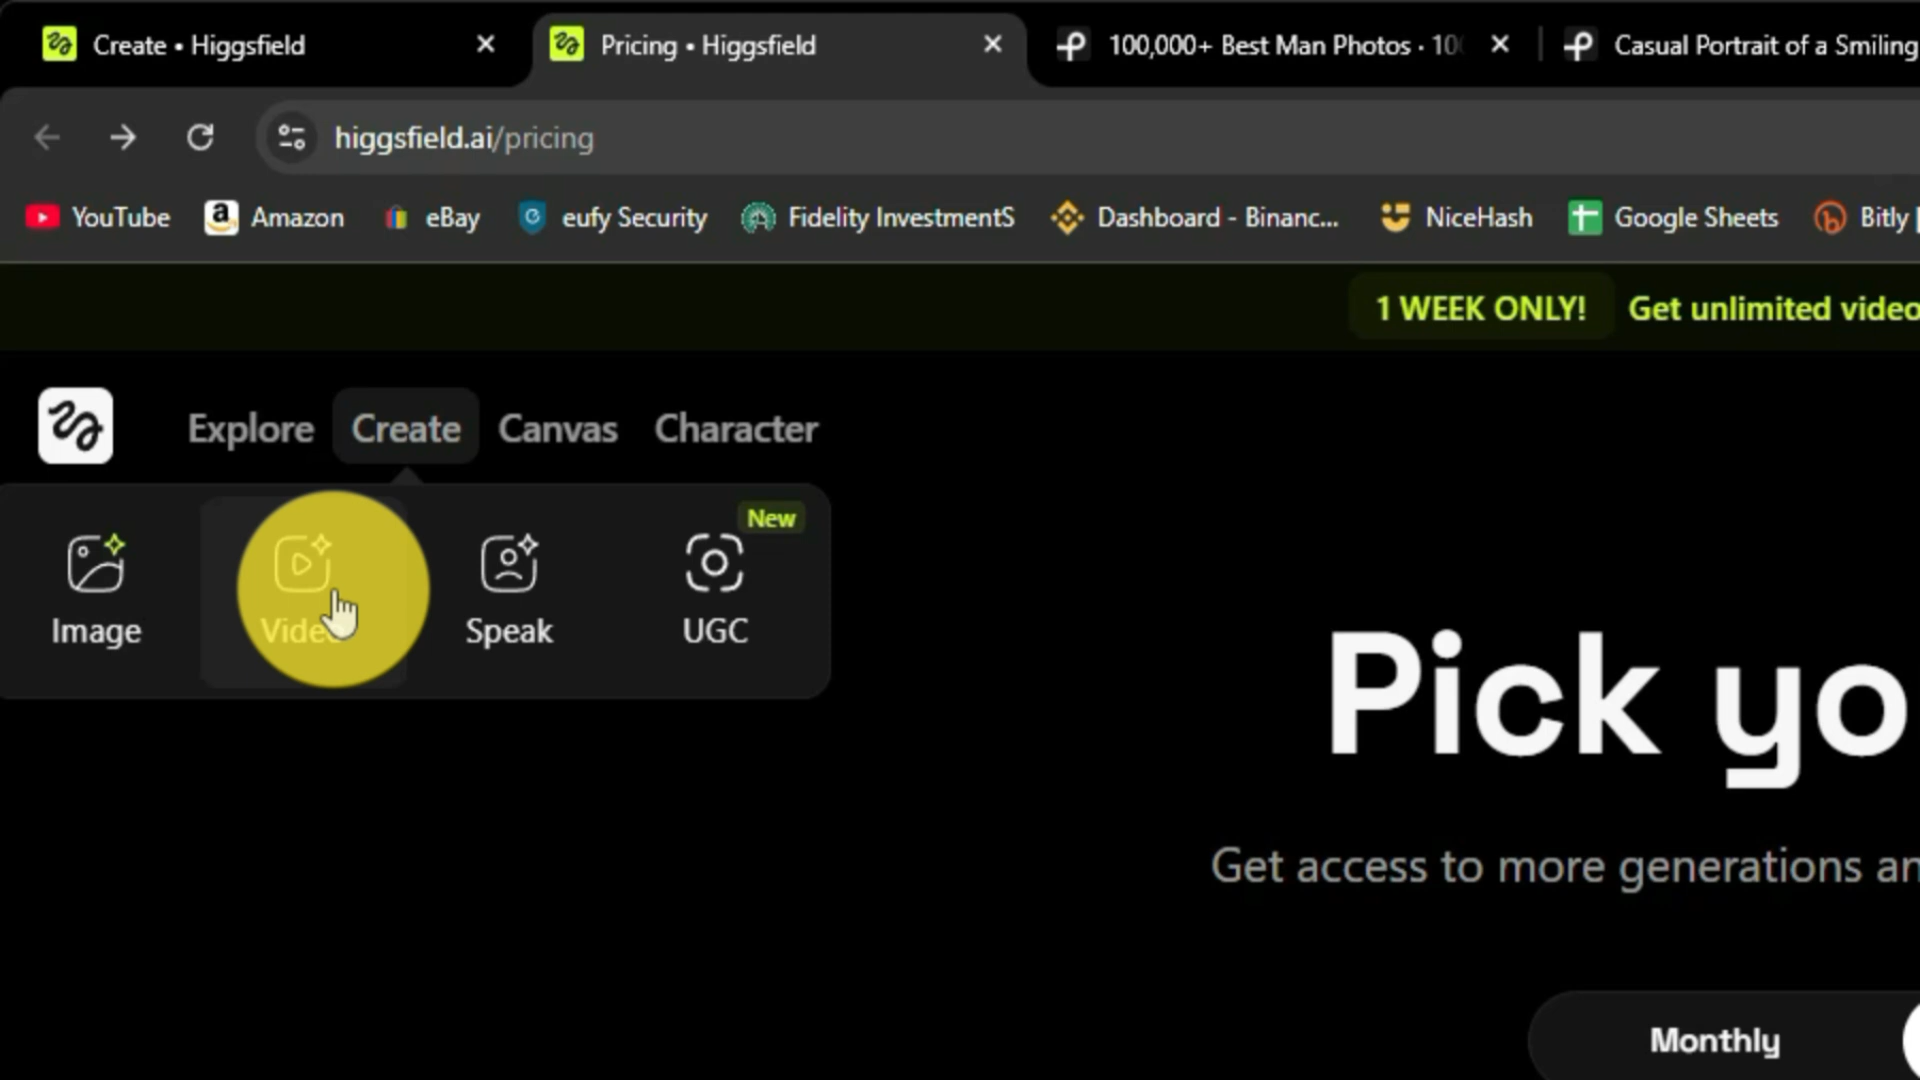 Create • Higgsfield
Pricing • Higgsfield
100,000+ Best Man Photos · 10
Casual Portrait of a Smiling
higgsfield.ai/pricing
YouTube
Amazon
eBay
eufy Security
Fidelity InvestmentS
Dashboard - Binanc...
NiceHash
Google Sheets
Bitly
1 WEEK ONLY! Get unlimited video
Explore
Create
Canvas
Character
New
Image
Video
Speak
UGC
Pick yo
Get access to more generations an
Monthly